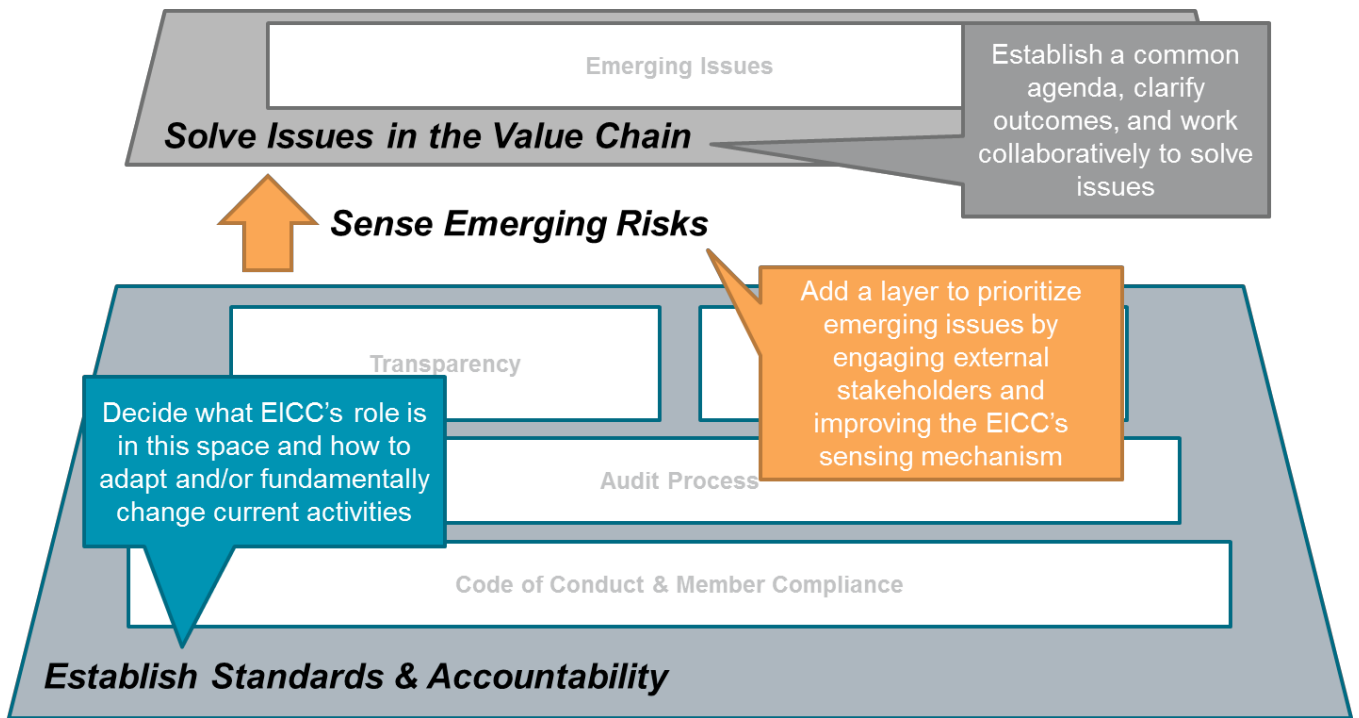 Emerging Issues
Establish a common
agenda, clarify
outcomes, and work
collaboratively to solve
issues
Solve Issues in the Value Chain
Sense Emerging Risks
Add a layer to prioritize
emerging issues by
engaging external
stakeholders and
improving the EICC’s
sensing mechanism
Transparency
Decide what EICC’s role is
in this space and how to
adapt and/or fundamentally
change current activities
Audit Process
Code of Conduct & Member Compliance
Establish Standards & Accountability